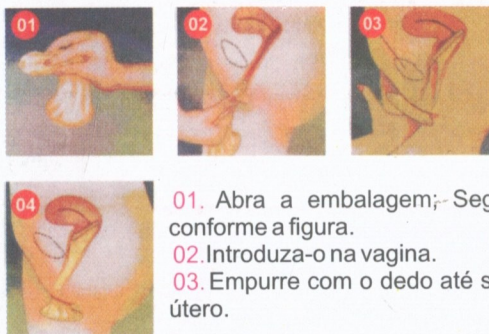 01
02
03
04
01. Abra a embalagem; Seg
conforme a figura.
02.Introduza-o na vagina.
03. Empurre com o dedo até s
útero.